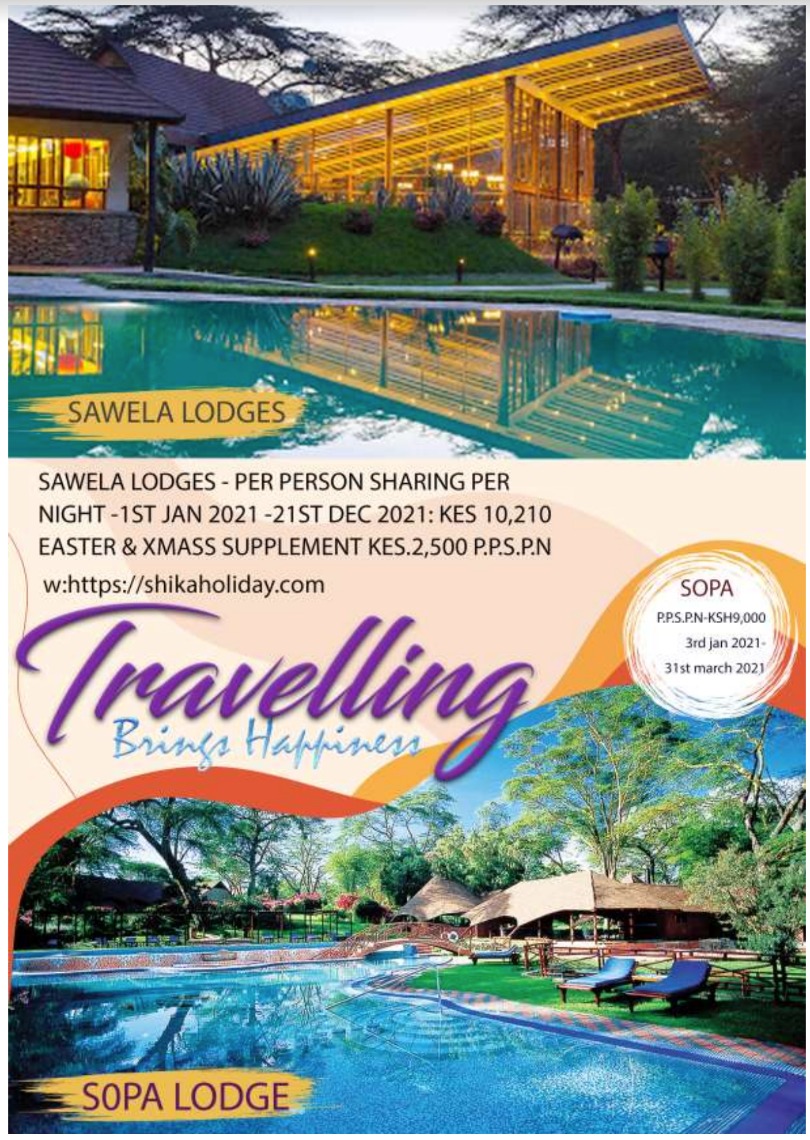 SAWELA LODGES
SAWELA LODGES - PER PERSON SHARING PER
NIGHT -1ST JAN 2021 -21ST DEC 2021: KES 10,210
EASTER & XMASS SUPPLEMENT KES.2,500 P.P.S.P.N
w:https://shikaholiday.com
SOPA
P.P.S.P.N-KSH9,000
3rd jan 2021-
31st march 2021
Travelling
Brings Happiness
S0PA LODGE